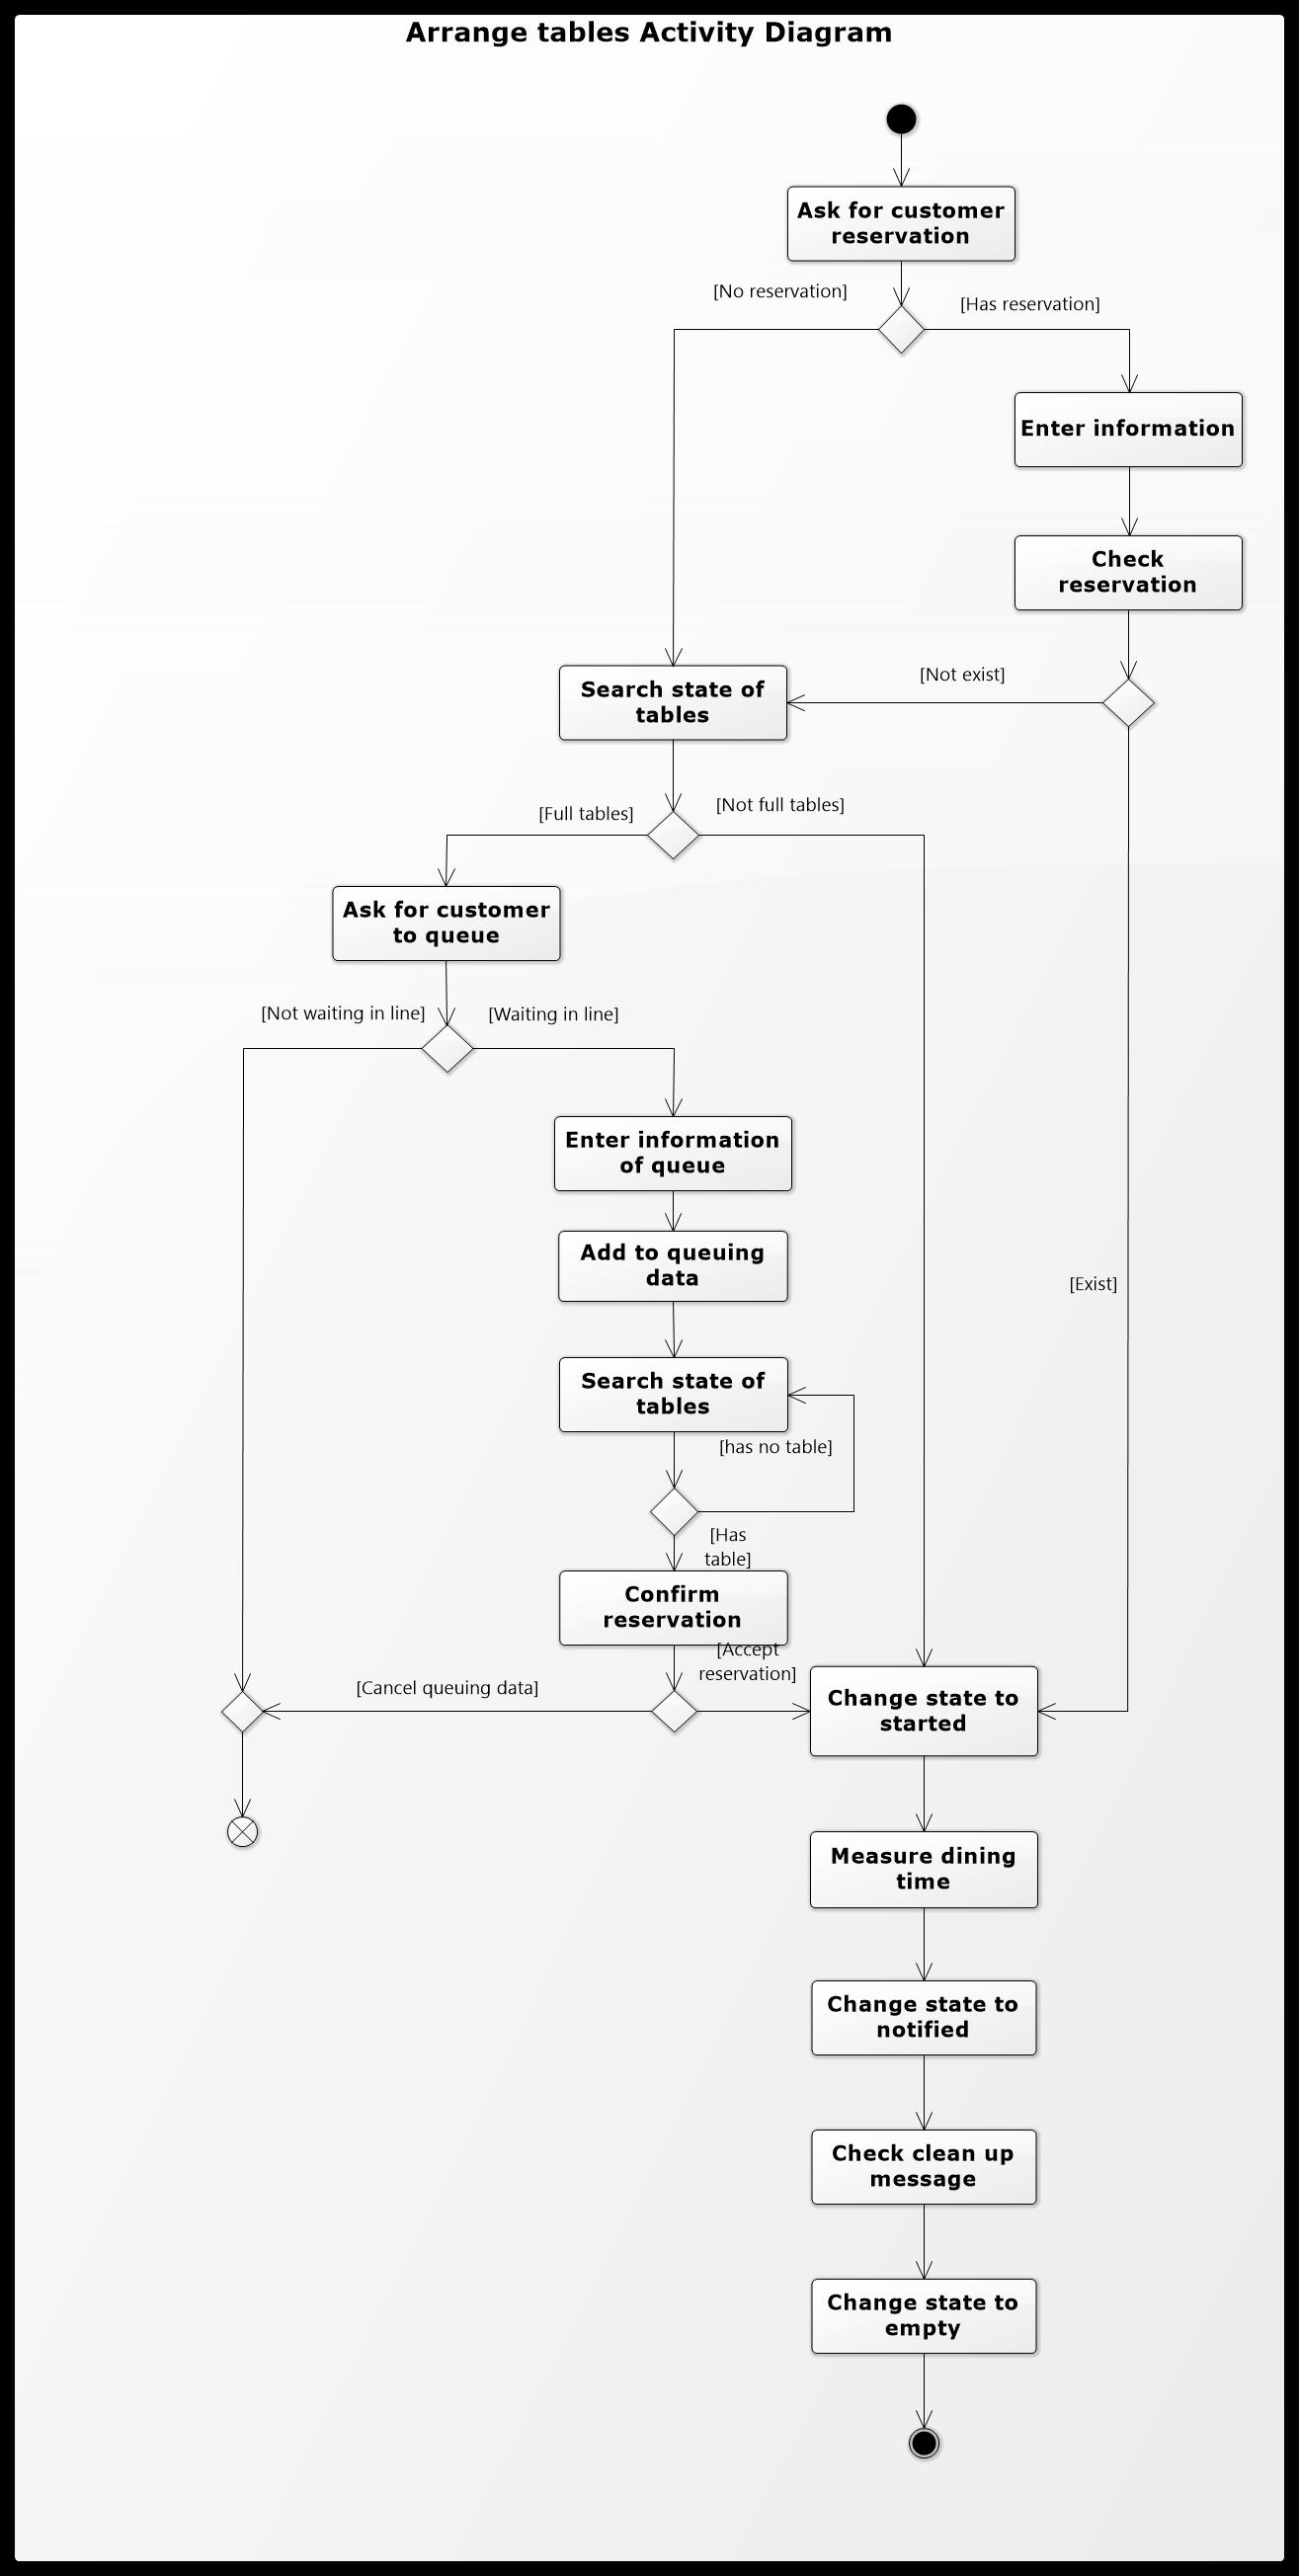 Arrange tables Activity Diagram
Ask for customer
reservation
[No reservation]
[Has reservation]
Enter information
Check
reservation
Search state of
tables
[Not exist]
[Full tables]
[Not full tables]
Ask for customer
to queue
[Not waiting in line]
[Waiting in line]
Enter information
of queue
Add to queuing
data
[Exist]
Search state of
tables
[has no table]
[Has
table]
Confirm
reservation
[Accept
reservation]
[Cancel queuing data]
Change state to
started
Measure dining
time
Change state to
notified
Check clean up
message
Change state to
empty